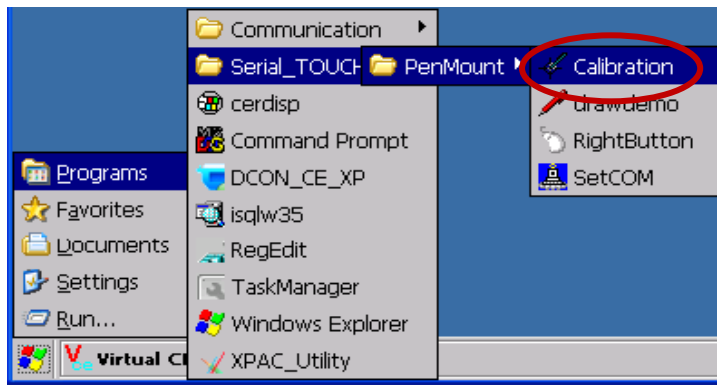 Communication
Serial_TOUCH
cerdisp
Command Prompt
DCON_CE_XP
isqlw35
RegEdit
TaskManager
Windows Explorer
XPAC_Utility
PenMount
Calibration
drawdemo
RightButton
SetCOM
Programs
Favorites
Documents
Settings
Run...
Virtual